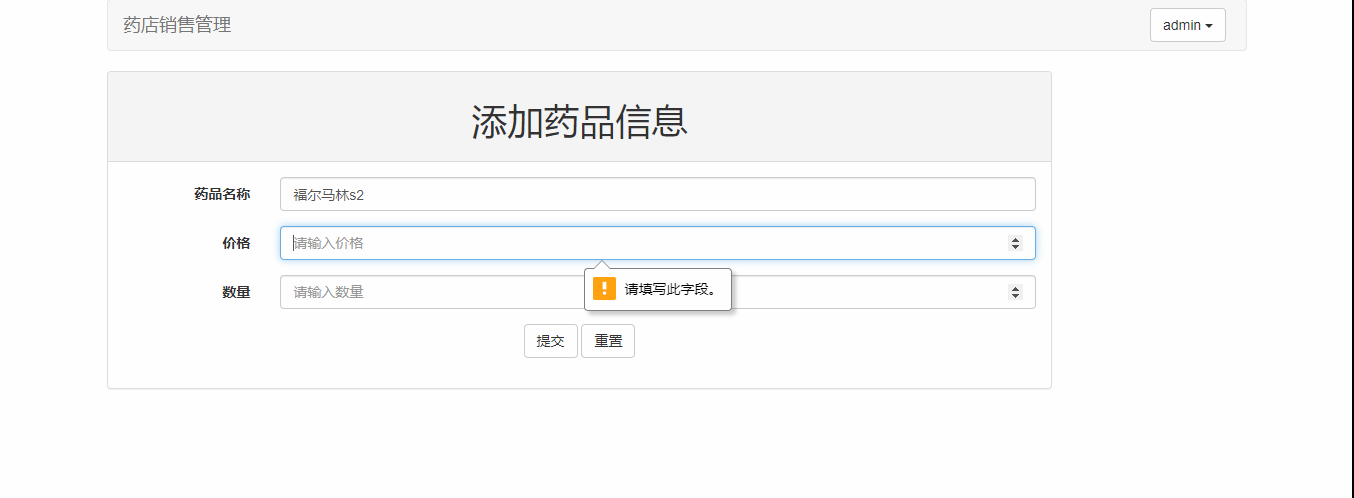 药店销售管理
admin
添加药品信息
药品名称
福尔马林s2
价格
请输入价格
请填写此字段。
数量
请输入数量
提交 重置